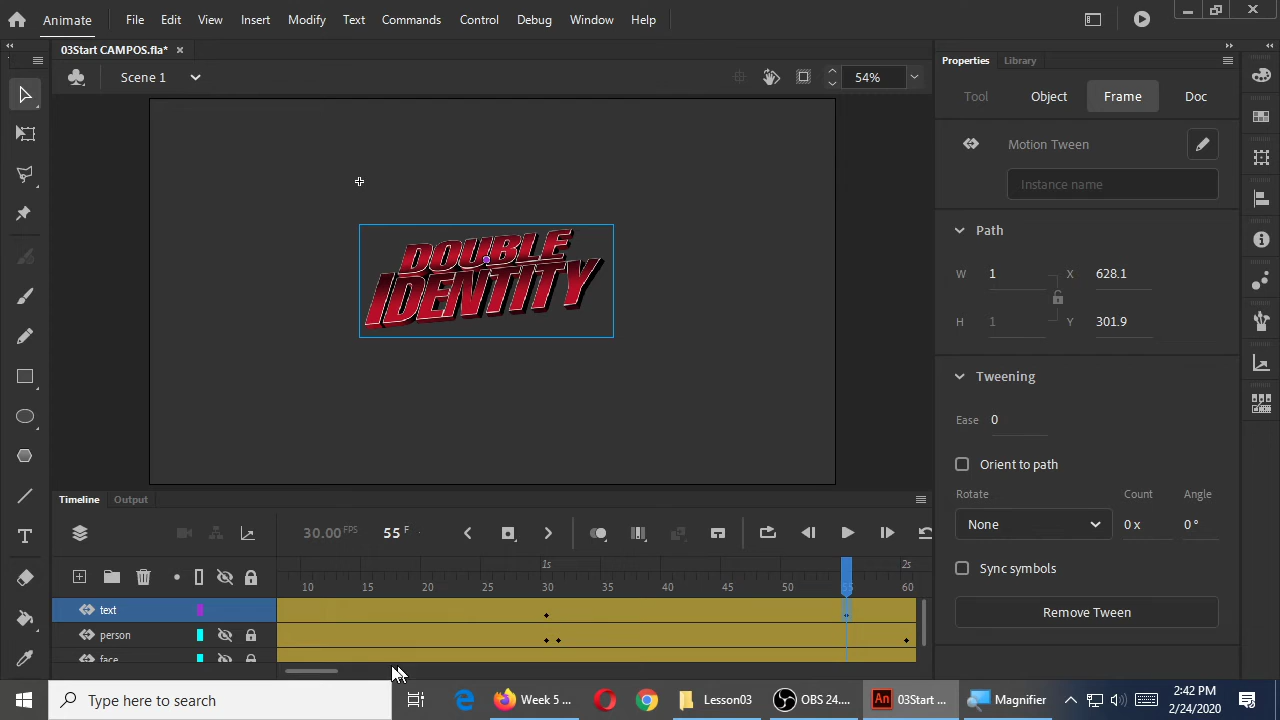 Animate File Edit View Insert Modify Text Commands Control Debug Window Help
03Start CAMPOS.fla* ×
Scene 1 54%
Properties Library
Tool Object Frame Doc
Motion Tween
Instance name
Path
W 1 X 628.1
H 1 Y 301.9
Tweening
Ease 0
Orient to path
Rotate Count Angle
None 0 x 0 °
Sync symbols
Remove Tween
DOUBLE
IDENTITY
Timeline Output
30.00 FPS 55 F
1s 2s
10 15 20 25 30 35 40 45 50 55 60
text
person
face
Type here to search
Week 5 ... Lesson03 OBS 24.... An 03Start ... Magnifier
2:42 PM
2/24/2020